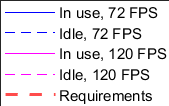 In use, 72 FPS
Idle, 72 FPS
In use, 120 FPS
Idle, 120 FPS
Requirements